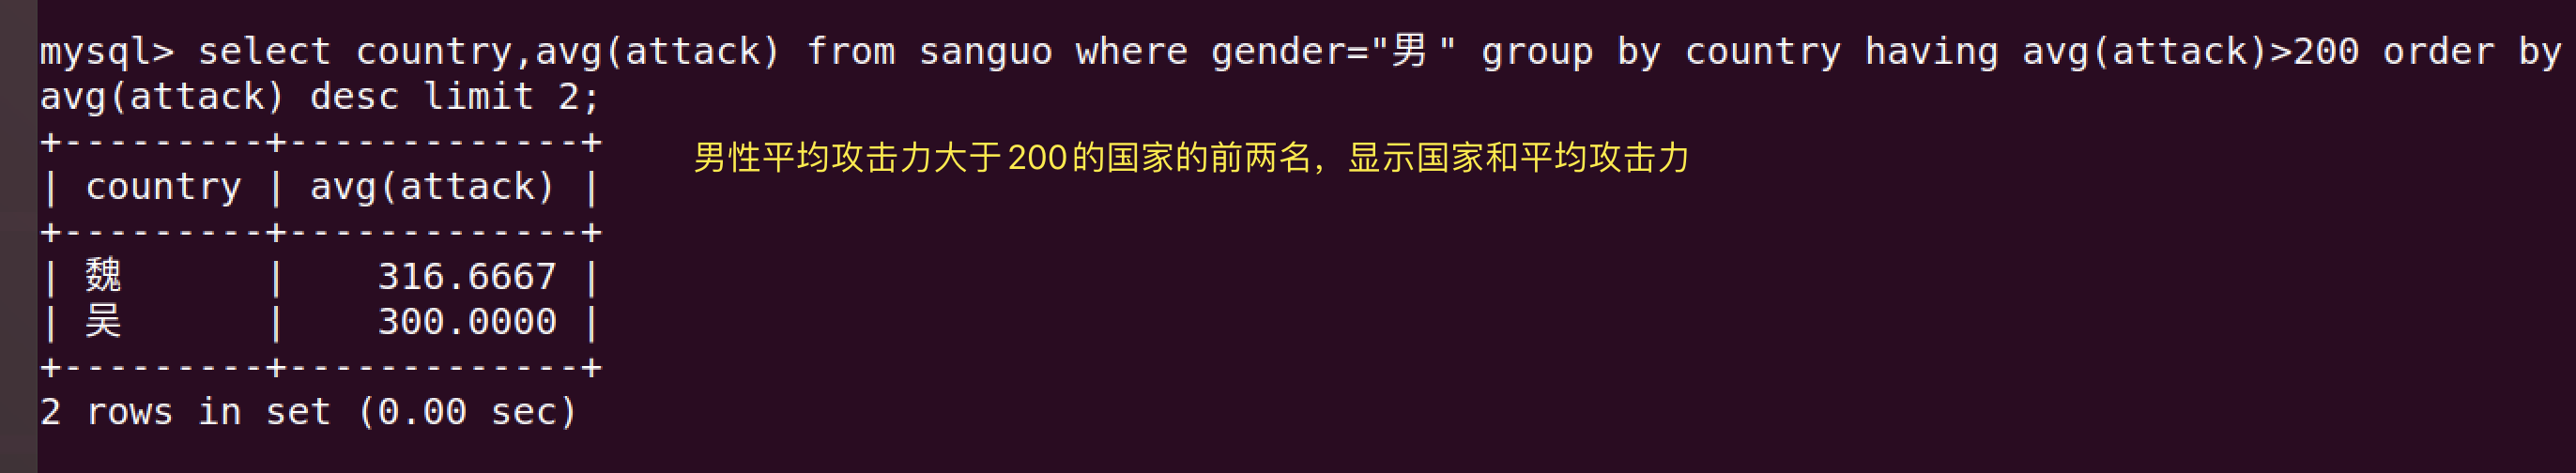 mysql> select country,avg(attack) from sanguo where gender="男" group by country having avg(attack)>200 order by
avg(attack) desc limit 2;
+---------+-------------+
男性平均攻击力大于200的国家的前两名，显示国家和平均攻击力
| country | avg(attack) |
+---------+-------------+
| 魏       |    316.6667 |
| 吴       |    300.0000 |
+---------+-------------+
2 rows in set (0.00 sec)